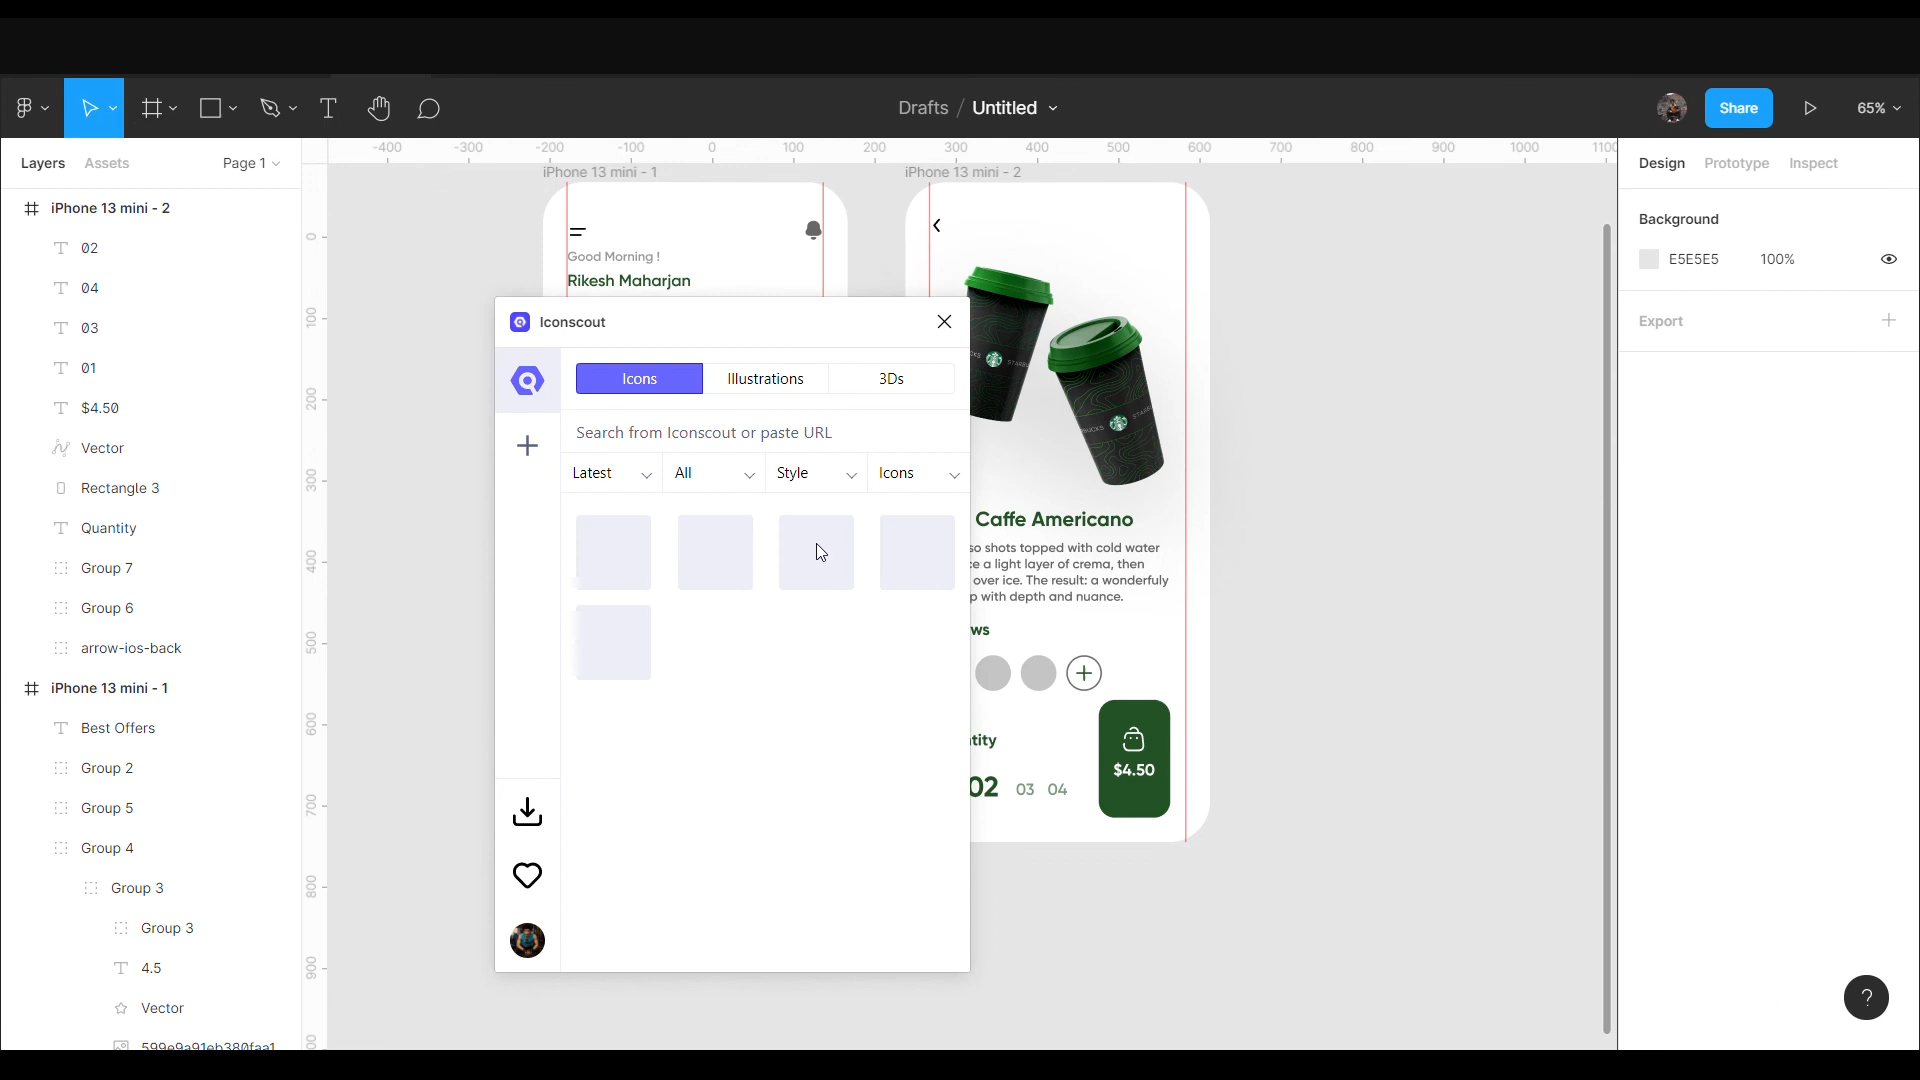 Drafts / Untitled
Share
65%
Layers
Assets
Page 1
-400 -300 -200 -100 0 100 200 300 400 500 600 700 800 900 1000 1100
Design
Prototype
Inspect
iPhone 13 mini - 2
02
04
03
01
$4.50
Vector
Rectangle 3
Quantity
Group 7
Group 6
arrow-ios-back
iPhone 13 mini - 1
Best Offers
Group 2
Group 5
Group 4
Group 3
Group 3
4.5
Vector
599e9a91eb380faa1
0
100
200
300
400
500
600
700
800
900
iPhone 13 mini - 1
Good Morning !
Rikesh Maharjan
iPhone 13 mini - 2
Iconscout
Icons
Illustrations
3Ds
Search from Iconscout or paste URL
Latest
All
Style
Icons
Caffe Americano
so shots topped with cold water
e a light layer of crema, then
over ice. The result: a wonderfuly
p with depth and nuance.
ws
tity
02 03 04
$4.50
Background
E5E5E5 100%
Export
?